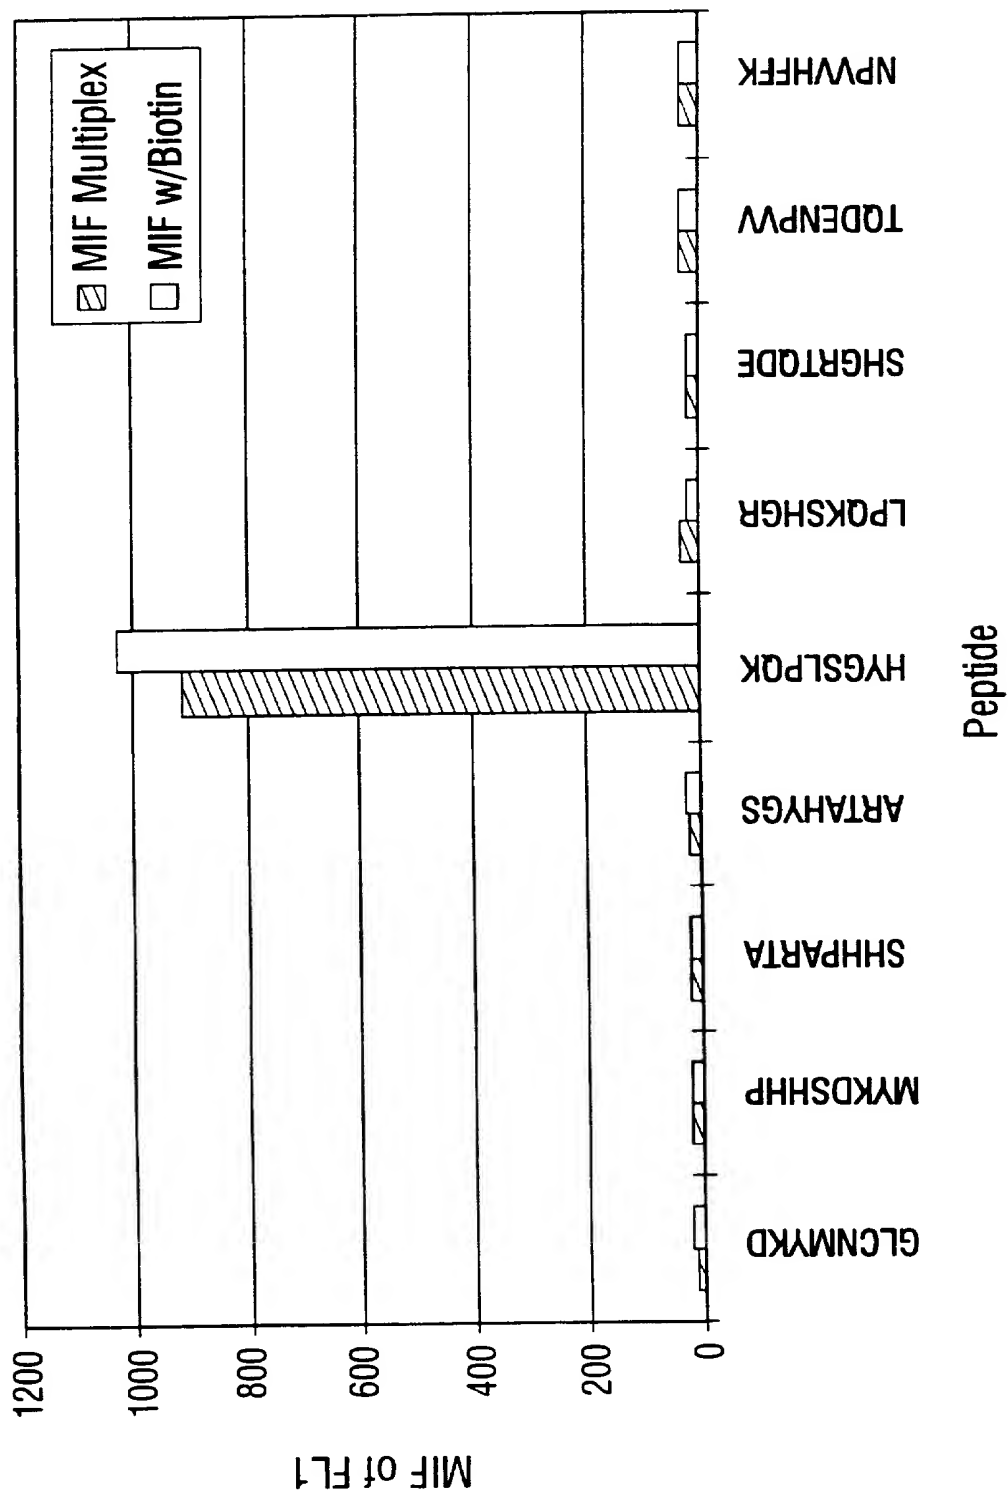 MIF of FL1
1200
1000
800
600
400
200
0
MIF Multiplex
MIF w/Biotin
GLCNMYKD
MYKDSHHP
SHHPARTA
ARTAHYGS
HYGSLPQK
LPQKSHGR
SHGRTQDE
TQDENPVV
NPVVHFFK
Peptide